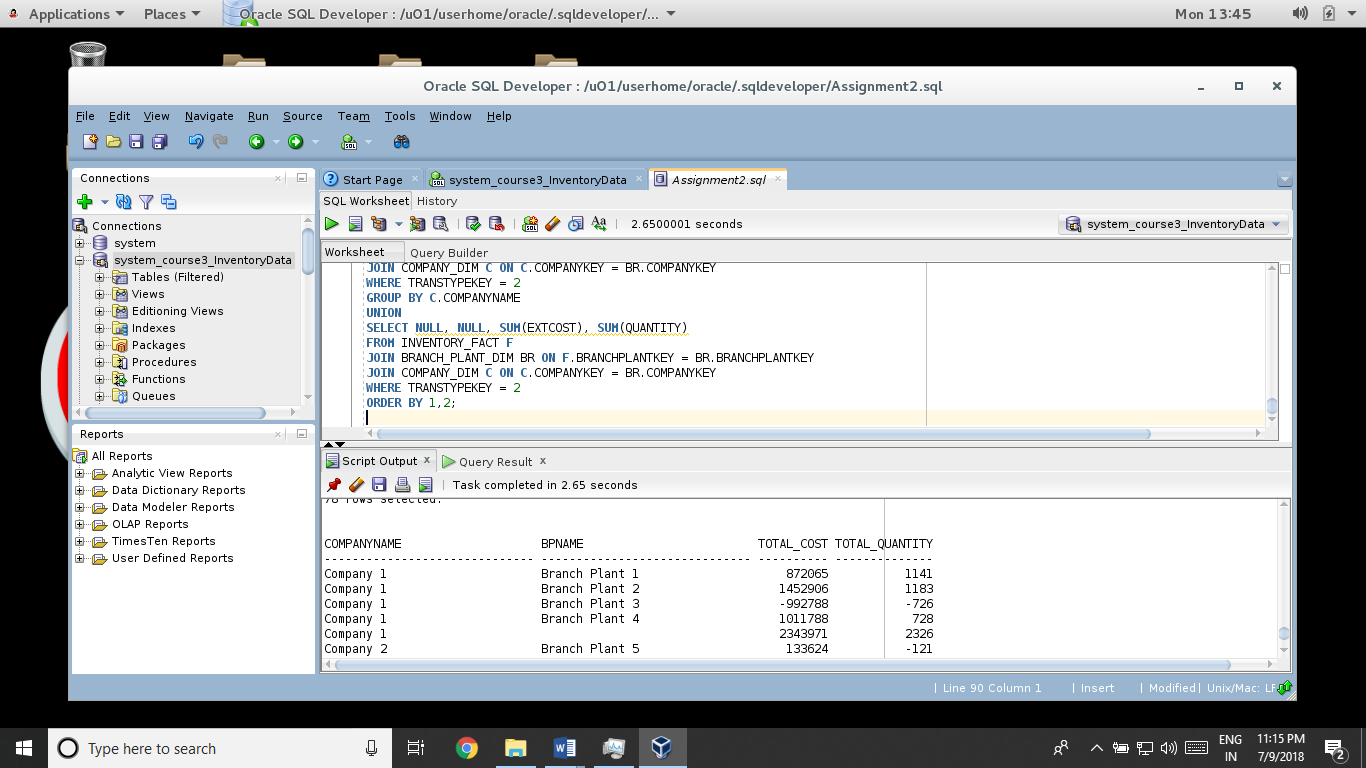 Applications Places Oracle SQL Developer : /u01/userhome/oracle/.sqldeveloper/... Mon 13:45
Oracle SQL Developer : /u01/userhome/oracle/.sqldeveloper/Assignment2.sql
File Edit View Navigate Run Source Team Tools Window Help
Connections
Connections
system
system_course3_InventoryData
Tables (Filtered)
Views
Editioning Views
Indexes
Packages
Procedures
Functions
Queues
Reports
All Reports
Analytic View Reports
Data Dictionary Reports
Data Modeler Reports
OLAP Reports
TimesTen Reports
User Defined Reports
Start Page system_course3_InventoryData Assignment2.sql
SQL Worksheet History
2.6500001 seconds system_course3_InventoryData
Worksheet Query Builder
JOIN COMPANY_DIM C ON C.COMPANYKEY = BR.COMPANYKEY
WHERE TRANSTYPEKEY = 2
GROUP BY C.COMPANYNAME
UNION
SELECT NULL, NULL, SUM(EXTCOST), SUM(QUANTITY)
FROM INVENTORY_FACT F
JOIN BRANCH_PLANT_DIM BR ON F.BRANCHPLANTKEY = BR.BRANCHPLANTKEY
JOIN COMPANY_DIM C ON C.COMPANYKEY = BR.COMPANYKEY
WHERE TRANSTYPEKEY = 2
ORDER BY 1,2;
Script Output Query Result
Task completed in 2.65 seconds
78 rows selected.
COMPANYNAME BPNAME TOTAL_COST TOTAL_QUANTITY
Company 1 Branch Plant 1 872065 1141
Company 1 Branch Plant 2 1452906 1183
Company 1 Branch Plant 3 -992788 -726
Company 1 Branch Plant 4 1011788 728
Company 1 2343971 2326
Company 2 Branch Plant 5 133624 -121
Line 90 Column 1 Insert Modified Unix/Mac: LF
Type here to search
ENG
IN
11:15 PM
7/9/2018
2